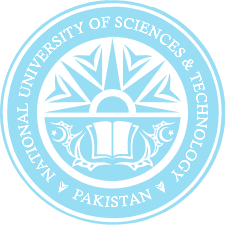 NATIONAL UNIVERSITY OF SCIENCES & TECHNOLOGY
PAKISTAN